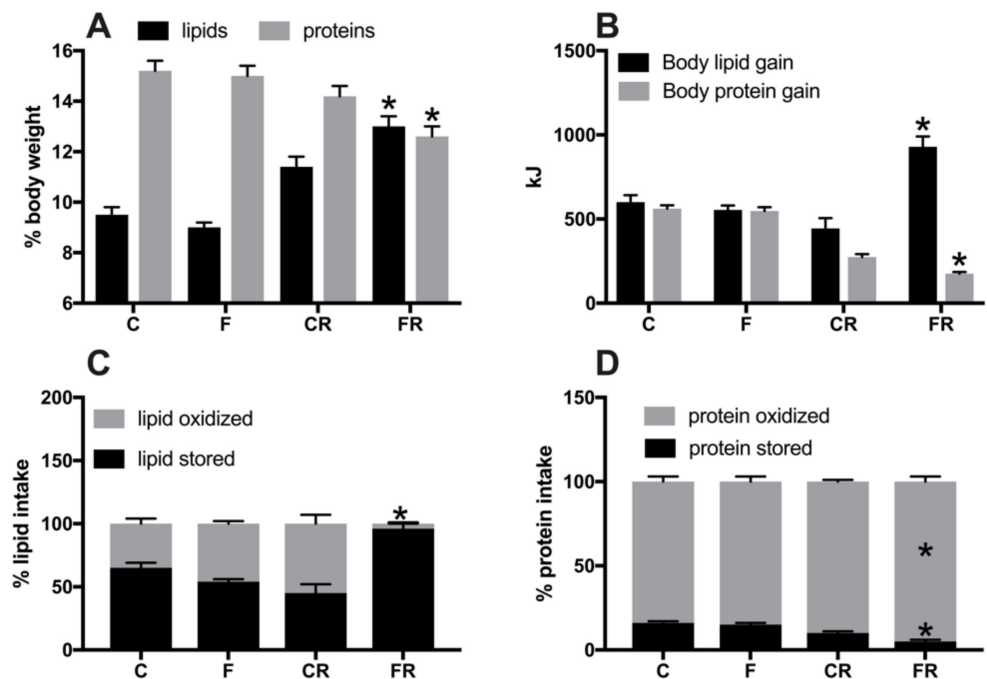 A
lipids proteins
% body weight
16
14
12
10
8
6
C F CR FR
* *
B
Body lipid gain
Body protein gain
kJ
1500
1000
500
0
C F CR FR
* *
C
lipid oxidized
lipid stored
% lipid intake
200
150
100
50
0
C F CR FR
*
D
protein oxidized
protein stored
% protein intake
150
100
50
0
C F CR FR
*
*